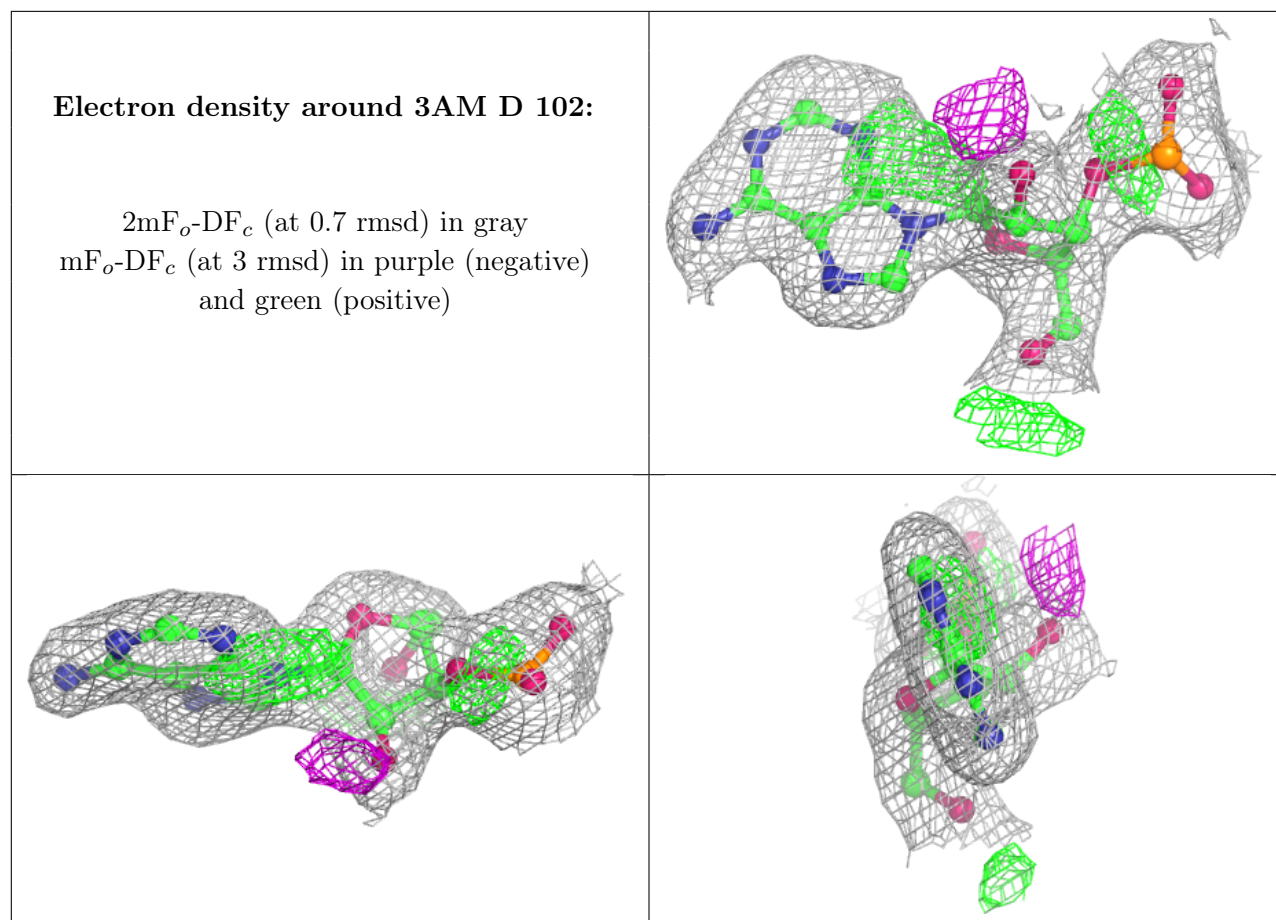 Electron density around 3AM D 102:
2mFo-DFc (at 0.7 rmsd) in gray
mFo-DFc (at 3 rmsd) in purple (negative)
and green (positive)